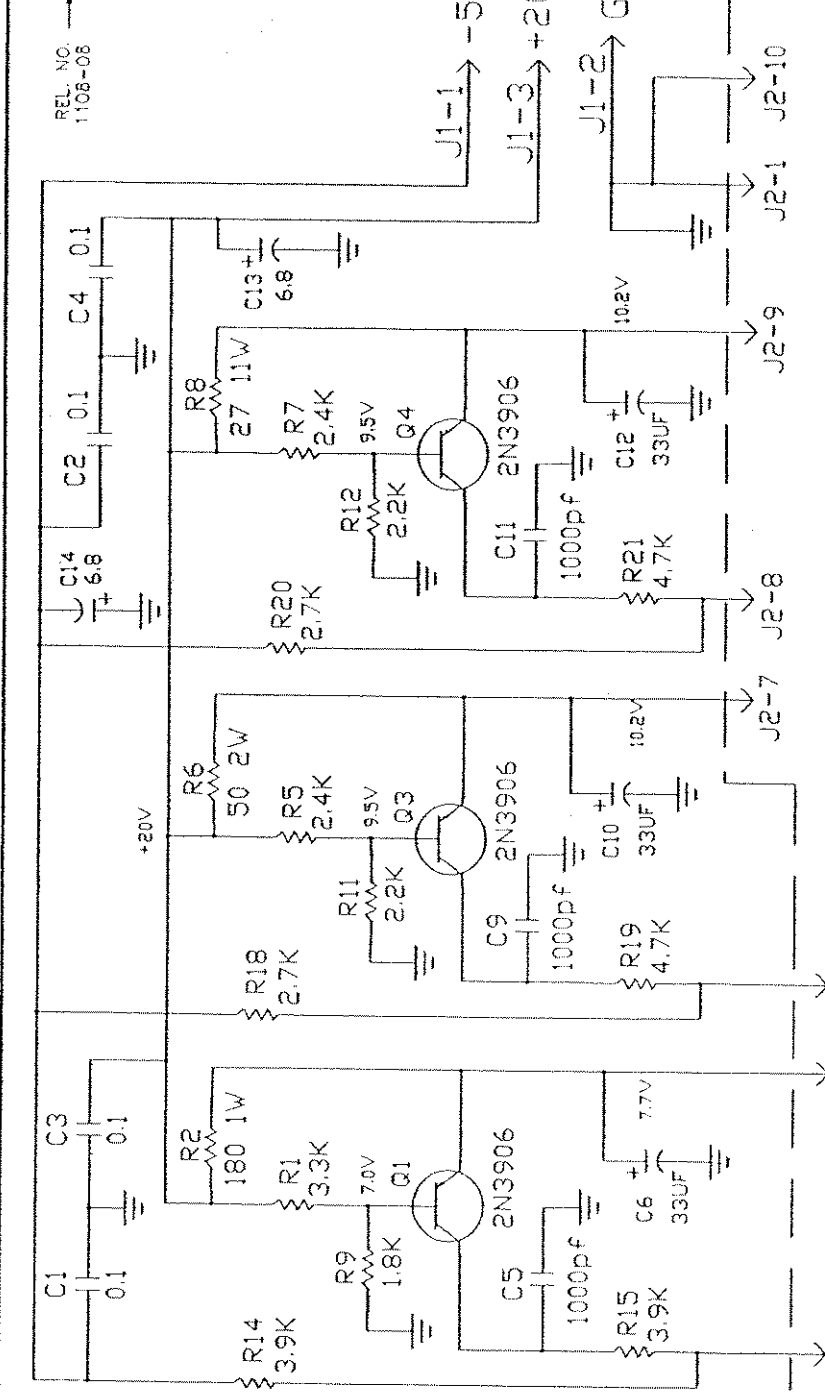 REL. NO.
1108-08
J1-1
-5
J1-3
J1-2
G
C1
0.1
C3
0.1
C14
6.8
+
C2
0.1
C4
0.1
+20V
R14
3.9K
R2
180 1W
R1
3.3K
7.0V
Q1
2N3906
R9
1.8K
C5
1000pf
R15
3.9K
C6
+
33UF
7.7V
R18
2.7K
R6
50 2W
R5
2.4K
9.5V
Q3
2N3906
R11
2.2K
C9
1000pf
R19
4.7K
C10
+
33UF
10.2V
J2-7
R20
2.7K
R8
27 11W
R7
2.4K
9.5V
Q4
2N3906
R12
2.2K
C11
1000pf
R21
4.7K
J2-8
C12
+
33UF
10.2V
J2-9
C13
+
6.8
J2-1
J2-10